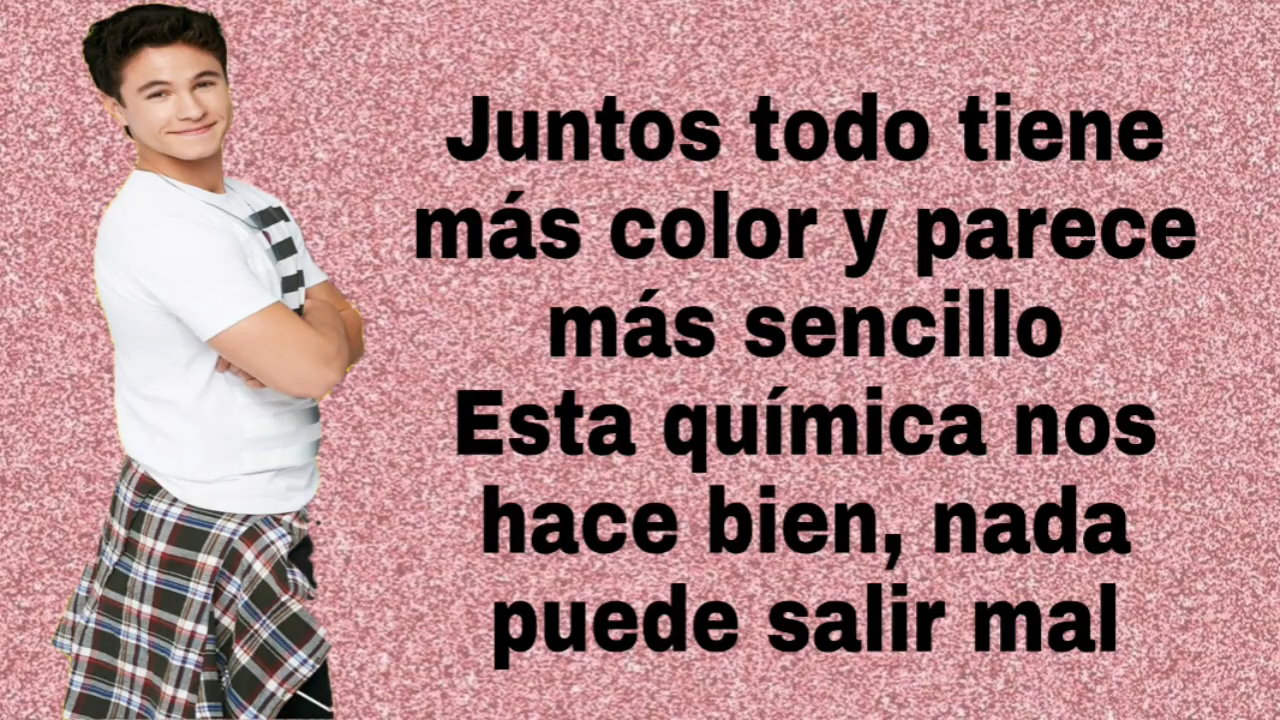 Juntos todo tiene
más color y parece
más sencillo
Esta química nos
hace bien, nada
puede salir mal